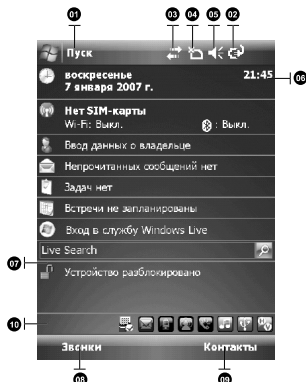 01 03 04 05 02
Пуск
воскресенье 21:45 06
7 января 2007 г.
Нет SIM-карты
Wi-Fi: Выкл. : Выкл.
Ввод данных о владельце
Непрочитанных сообщений нет
Задач нет
Встречи не запланированы
Вход в службу Windows Live
07 Live Search
Устройство разблокировано
10
Звонки Контакты
08 09